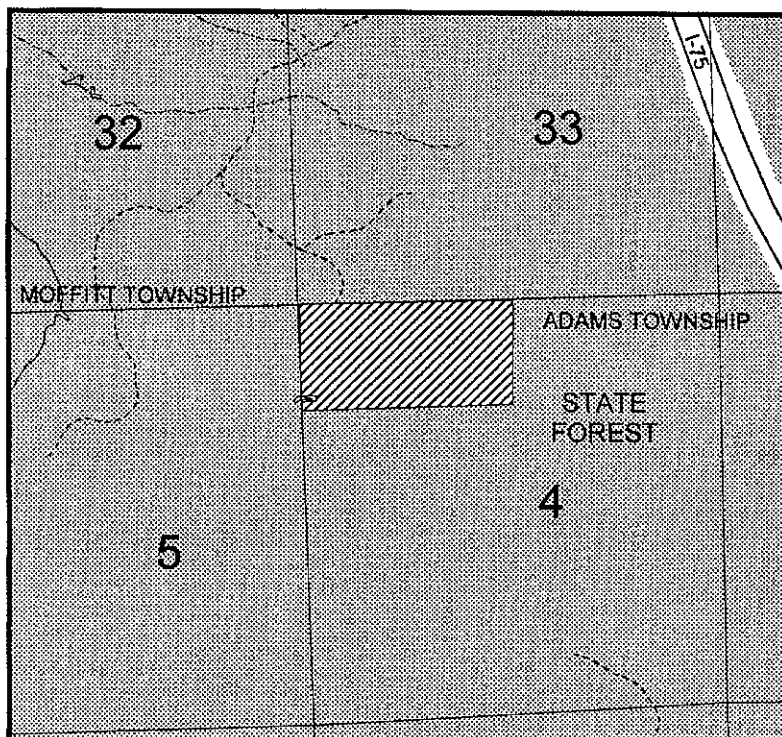 I-75
32
33
MOFFITT TOWNSHIP
ADAMS TOWNSHIP
STATE
FOREST
4
5